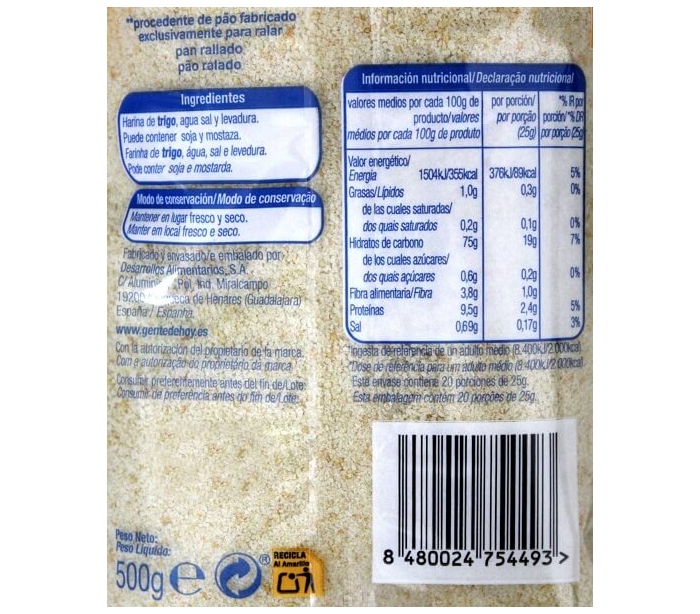 **procedente de pão fabricado
exclusivamente para ralar
pan rallado
pão ralado
Ingredientes
Harina de trigo, agua sal y levadura.
Puede contener soja y mostaza.
Farinha de trigo, água, sal e levedura.
Pode conter soja e mostarda.
Modo de conservación/Modo de conservação
Mantener en lugar fresco y seco.
Manter em local fresco e seco.
Fabricado y envasado/e embalado por:
Desarrollos Alimentarios, S.A.
C/ Pol. Ind. Miralcampo
19200 de Henares (Guadalajara)
España / Espanha
www.gentedehoy.es
Con la autorización del propietario de la marca.
Com a autorização do proprietário da marca.
Consumir preferentemente antes del fin de/Lote:
Consumir de preferência antes do fim de/Lote:
Peso Neto:
Peso Líquido:
500g e
®
RECICLA
Al Amarillo
Información nutricional/Declaração nutricional
valores medios por cada 100g de producto/valores médios por cada 100g de produto por porción/por porção (25g) *% IR por porción/*% DR por porção (25g)
Valor energético/
Energia 1504kJ/355kcal 376kJ/89kcal 5%
Grasas/Lípidos 1,0g 0,3g 0%
de las cuales saturadas/
dos quais saturados 0,2g 0,1g 0%
Hidratos de carbono 75g 19g 7%
de los cuales azúcares/
dos quais açúcares 0,6g 0,2g 0%
Fibra alimentaria/Fibra 3,8g 1,0g
Proteínas 9,5g 2,4g 5%
Sal 0,69g 0,17g 3%
*Ingesta de referencia de un adulto medio (8.400kJ/2.000kcal)
*Dose de referência para um adulto médio (8.400kJ/2.000kcal)
Este envase contiene 20 porciones de 25g.
Esta embalagem contém 20 porções de 25g.
8 480024 754493 >